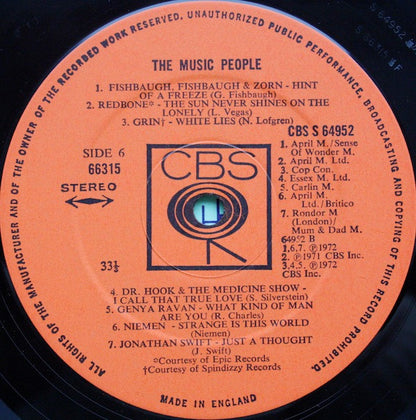 ALL RIGHTS OF THE MANUFACTURER AND OF THE OWNER OF THE RECORDED WORK RESERVED. UNAUTHORIZED PUBLIC PERFORMANCE, BROADCASTING AND COPYING OF THIS RECORD PROHIBITED.
THE MUSIC PEOPLE
1. FISHBAUGH, FISHBAUGH & ZORN - HINT
OF A FREEZE (G. Fishbaugh)
2. REDBONE* - THE SUN NEVER SHINES ON THE
LONELY (L. Vegas)
3. GRIN† - WHITE LIES (N. Lofgren)
CBS S 64952
SIDE 6
66315
STEREO
CBS
1. April M./Sense
Of Wonder M.
2. April M. Ltd.
3. Cop Con.
4. Essex M. Ltd.
5. Carlin M.
6. April M.
Ltd./Britico
7. Rondor M
(London)/
Mum & Dad M.
64952 B
1.6.7. ℗1972
2. ℗1971 CBS Inc.
3.4.5. ℗1972
CBS Inc.
33⅓
4. DR. HOOK & THE MEDICINE SHOW -
I CALL THAT TRUE LOVE (S. Silverstein)
5. GENYA RAVAN - WHAT KIND OF MAN
ARE YOU (R. Charles)
6. NIEMEN - STRANGE IS THIS WORLD
(Niemen)
7. JONATHAN SWIFT - JUST A THOUGHT
(J. Swift)
*Courtesy of Epic Records
†Courtesy of Spindizzy Records
MADE IN ENGLAND